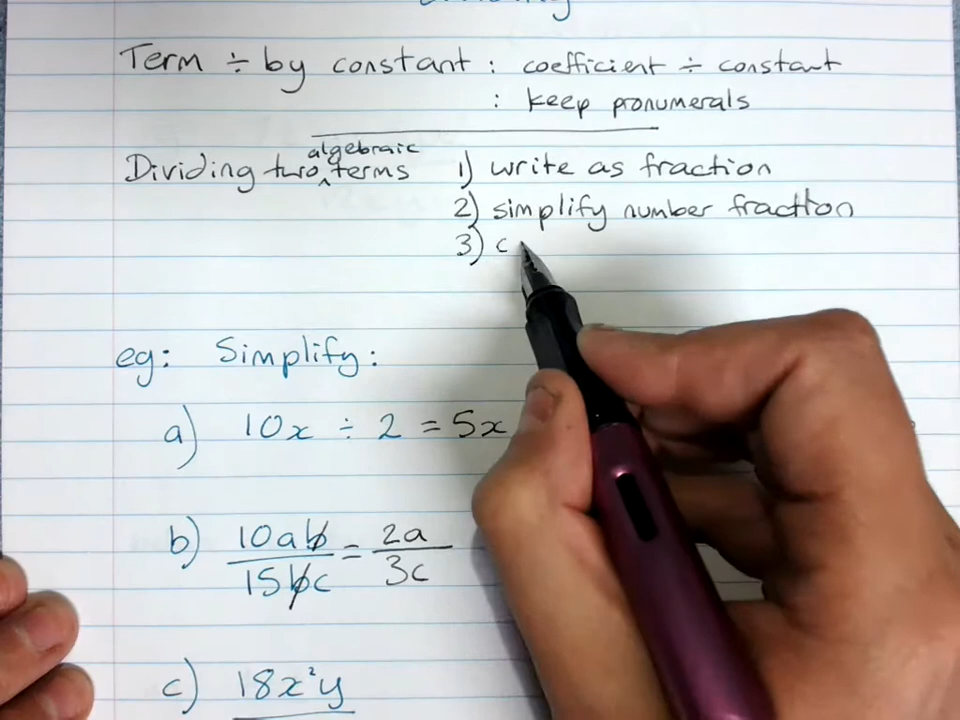 Term ÷ by constant : coefficient ÷ constant
: keep pronumerals
Dividing two algebraic terms 1) write as fraction
2) simplify number fraction
3) c
eg: Simplify:
a) 10x ÷ 2 = 5x
b) 10ab/15bc = 2a/3c
c) 18x²y